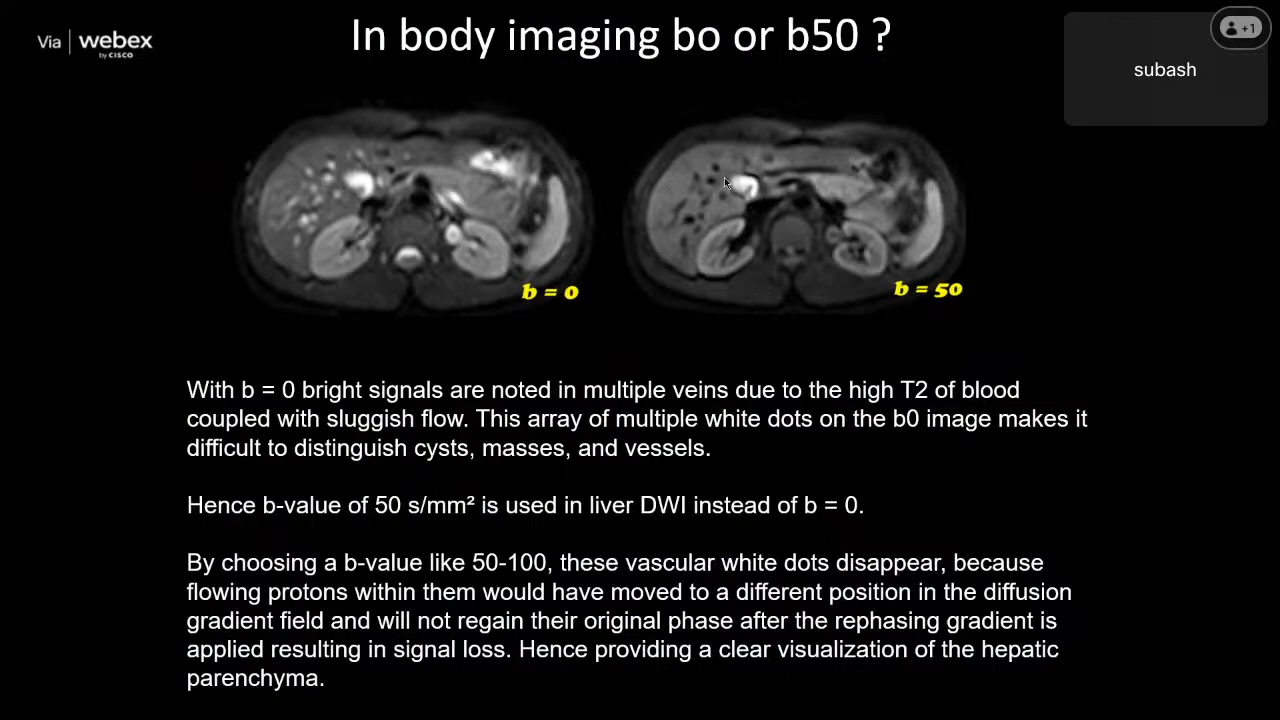 In body imaging bo or b50 ?
Via | webex
by CISCO
+1
subash
b = 0
b = 50
With b = 0 bright signals are noted in multiple veins due to the high T2 of blood
coupled with sluggish flow. This array of multiple white dots on the b0 image makes it
difficult to distinguish cysts, masses, and vessels.
Hence b-value of 50 s/mm² is used in liver DWI instead of b = 0.
By choosing a b-value like 50-100, these vascular white dots disappear, because
flowing protons within them would have moved to a different position in the diffusion
gradient field and will not regain their original phase after the rephasing gradient is
applied resulting in signal loss. Hence providing a clear visualization of the hepatic
parenchyma.